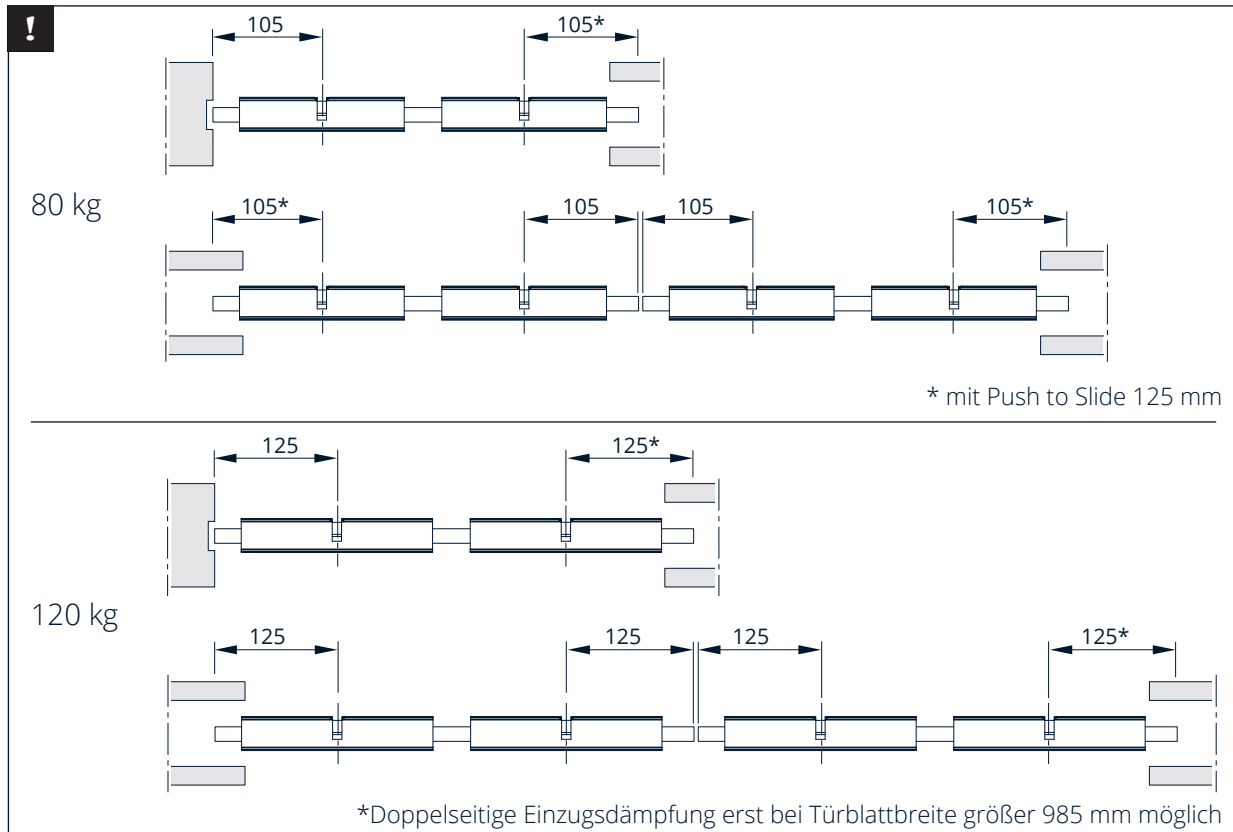 !
105 105*
80 kg
105* 105 105 105*
* mit Push to Slide 125 mm
125 125*
120 kg
125 125 125 125*
*Doppelseitige Einzugsdämpfung erst bei Türblattbreite größer 985 mm möglich